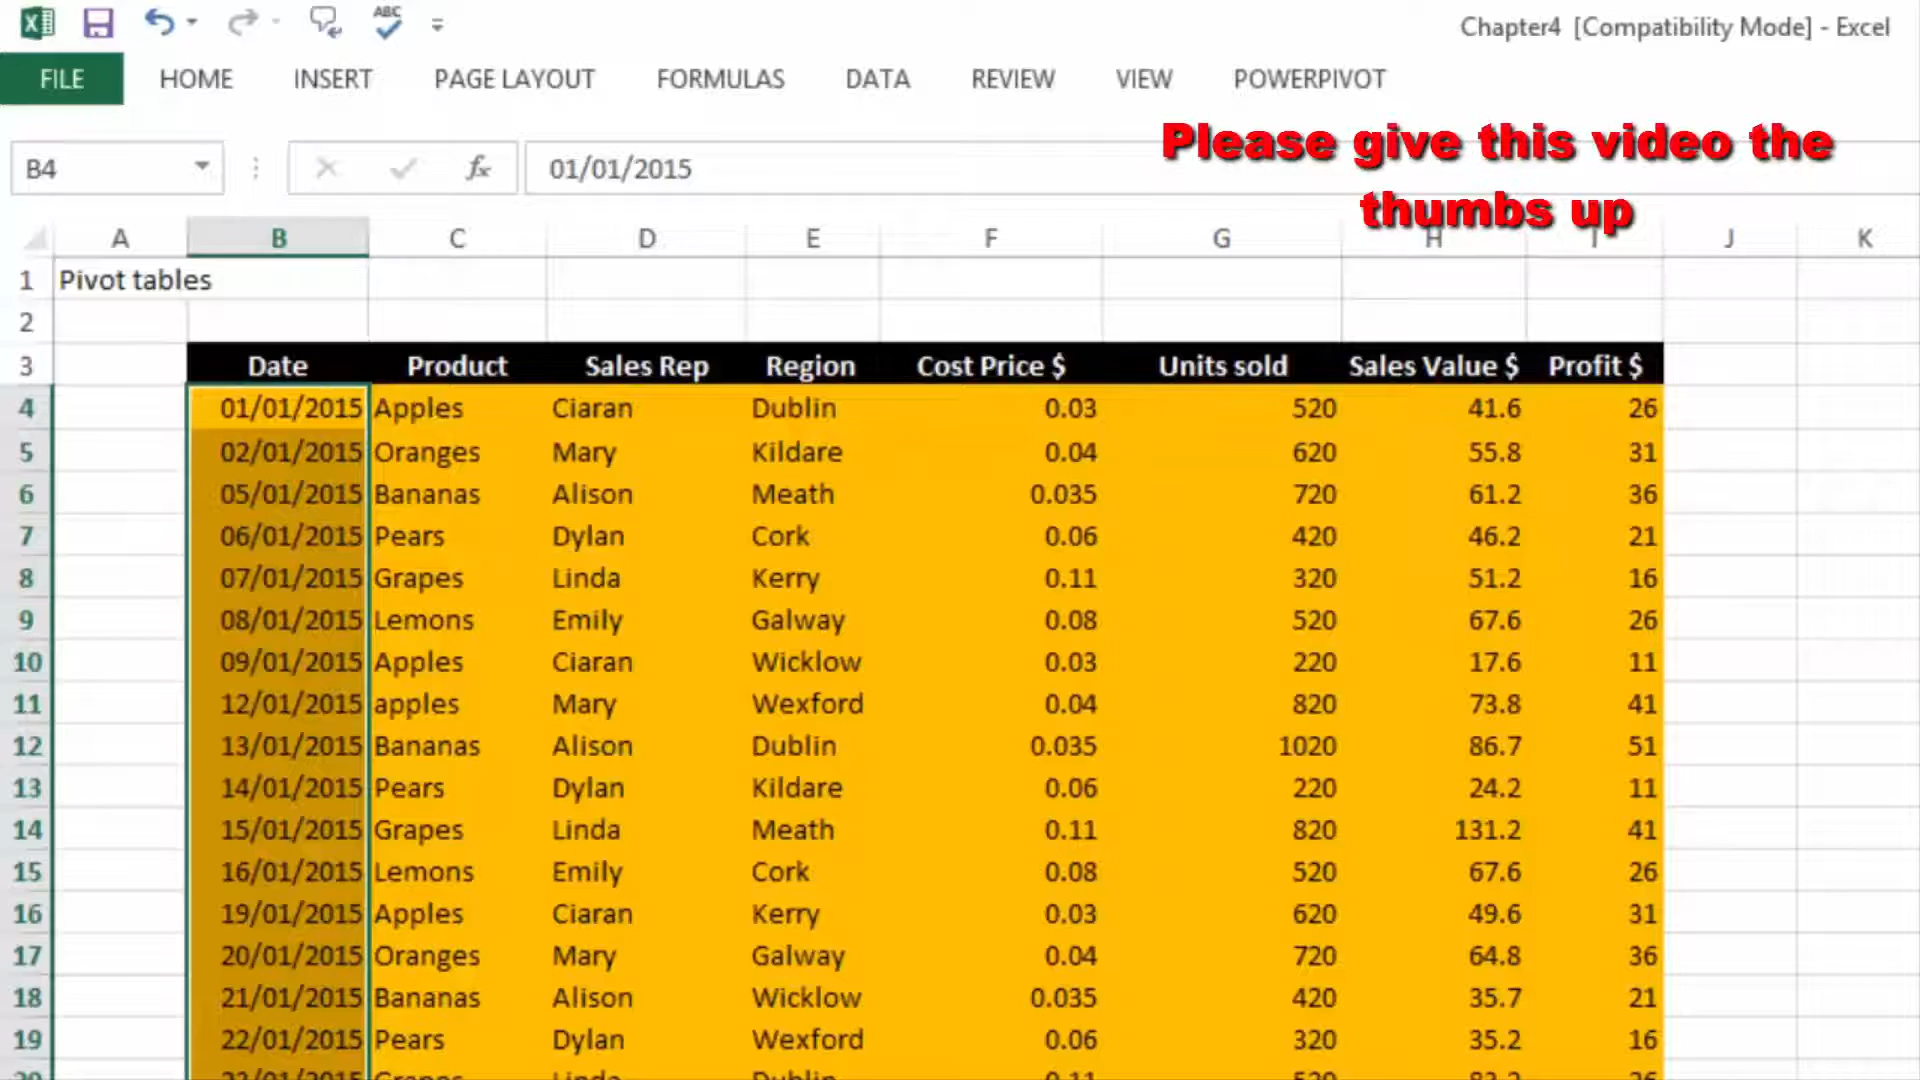 ABC
Chapter4 [Compatibility Mode] - Excel
FILE HOME INSERT PAGE LAYOUT FORMULAS DATA REVIEW VIEW POWERPIVOT
Please give this video the
thumbs up
B4 fx 01/01/2015
A B C D E F G H I J K
1 Pivot tables
2
3 Date Product Sales Rep Region Cost Price $ Units sold Sales Value $ Profit $
4 01/01/2015 Apples Ciaran Dublin 0.03 520 41.6 26
5 02/01/2015 Oranges Mary Kildare 0.04 620 55.8 31
6 05/01/2015 Bananas Alison Meath 0.035 720 61.2 36
7 06/01/2015 Pears Dylan Cork 0.06 420 46.2 21
8 07/01/2015 Grapes Linda Kerry 0.11 320 51.2 16
9 08/01/2015 Lemons Emily Galway 0.08 520 67.6 26
10 09/01/2015 Apples Ciaran Wicklow 0.03 220 17.6 11
11 12/01/2015 apples Mary Wexford 0.04 820 73.8 41
12 13/01/2015 Bananas Alison Dublin 0.035 1020 86.7 51
13 14/01/2015 Pears Dylan Kildare 0.06 220 24.2 11
14 15/01/2015 Grapes Linda Meath 0.11 820 131.2 41
15 16/01/2015 Lemons Emily Cork 0.08 520 67.6 26
16 19/01/2015 Apples Ciaran Kerry 0.03 620 49.6 31
17 20/01/2015 Oranges Mary Galway 0.04 720 64.8 36
18 21/01/2015 Bananas Alison Wicklow 0.035 420 35.7 21
19 22/01/2015 Pears Dylan Wexford 0.06 320 35.2 16